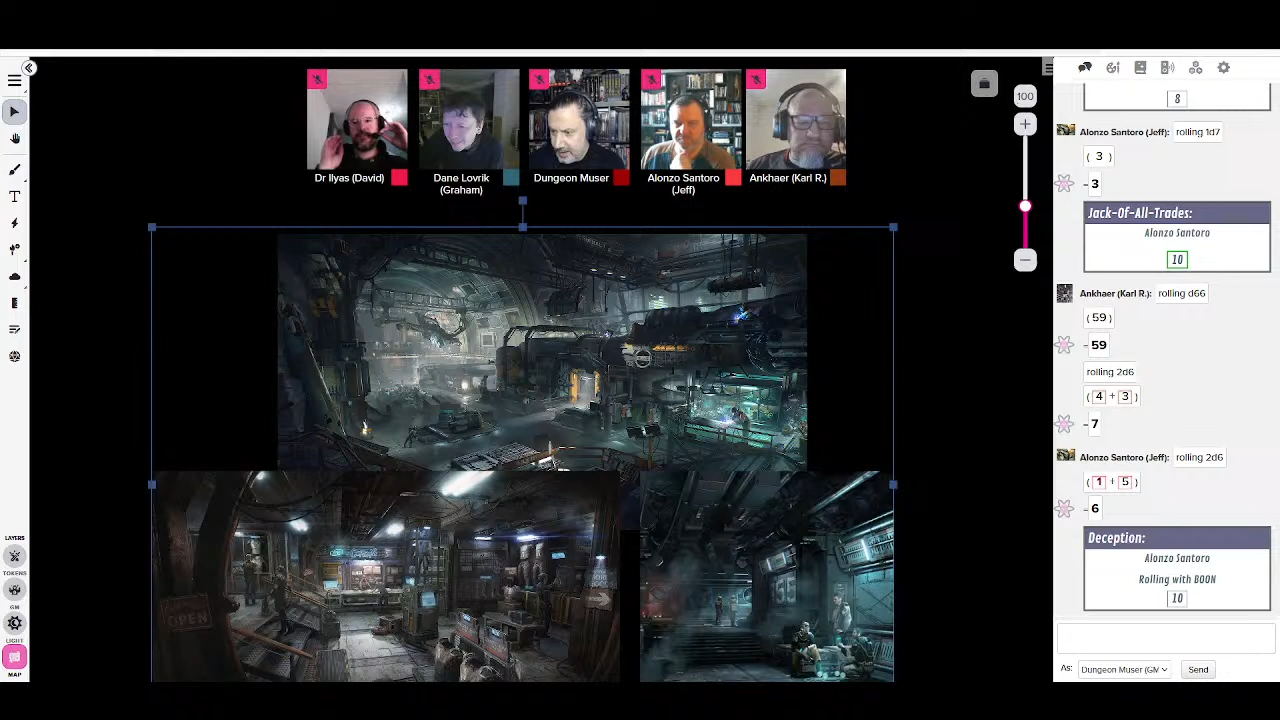 Dr Ilyas (David)
Dane Lovrik
(Graham)
Dungeon Muser
Alonzo Santoro
(Jeff)
Ankhaer (Karl R.)
100
LAYERS
TOKENS
GM
LIGHT
MAP
OPEN
8
Alonzo Santoro (Jeff): rolling 1d7
( 3 )
=3
Jack-Of-All-Trades:
Alonzo Santoro
10
Ankhaer (Karl R.): rolling d66
(59)
=59
rolling 2d6
( 4 + 3 )
=7
Alonzo Santoro (Jeff): rolling 2d6
( 1 + 5 )
=6
Deception:
Alonzo Santoro
Rolling with BOON
10
As: Dungeon Muser (GM
Send